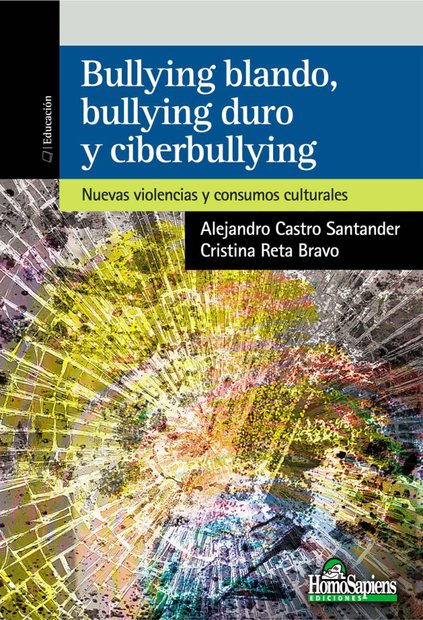 Educación
Bullying blando,
bullying duro
y ciberbullying
Nuevas violencias y consumos culturales
Alejandro Castro Santander
Cristina Reta Bravo
HomoSapiens
EDICIONES